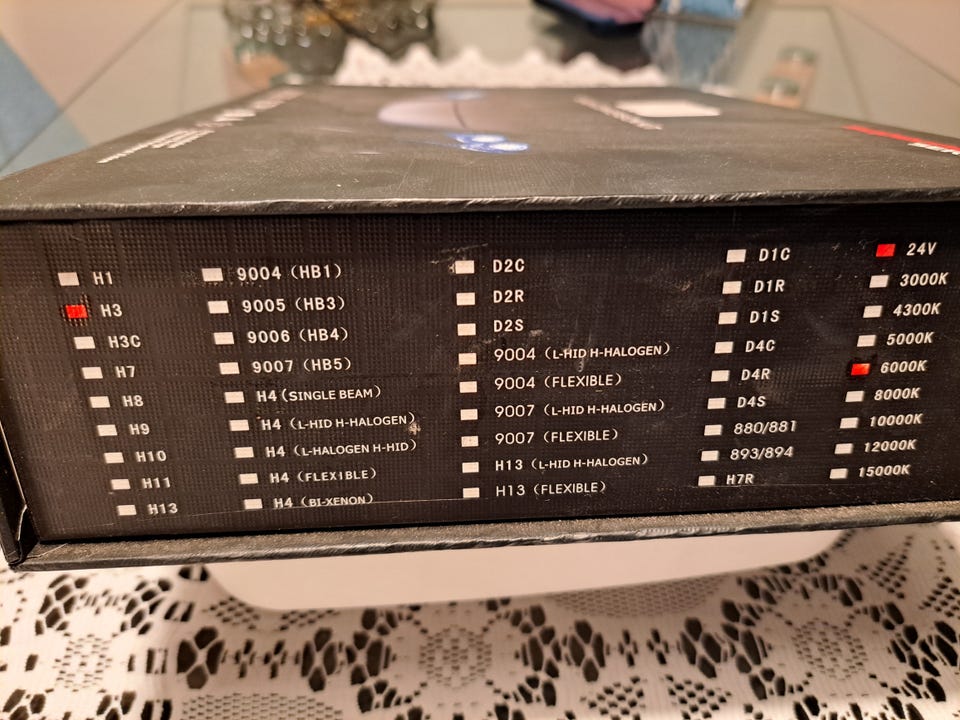 H1
H3
H3C
H7
H8
H9
H10
H11
H13
9004 (HB1)
9005 (HB3)
9006 (HB4)
9007 (HB5)
H4 (SINGLE BEAM)
H4 (L-HID H-HALOGEN)
H4 (L-HALOGEN H-HID)
H4 (FLEXIBLE)
H4 (BI-XENON)
D2C
D2R
D2S
9004 (L-HID H-HALOGEN)
9004 (FLEXIBLE)
9007 (L-HID H-HALOGEN)
9007 (FLEXIBLE)
H13 (L-HID H-HALOGEN)
H13 (FLEXIBLE)
D1C
D1R
D1S
D4C
D4R
D4S
880/881
893/894
H7R
24V
3000K
4300K
5000K
6000K
8000K
10000K
12000K
15000K